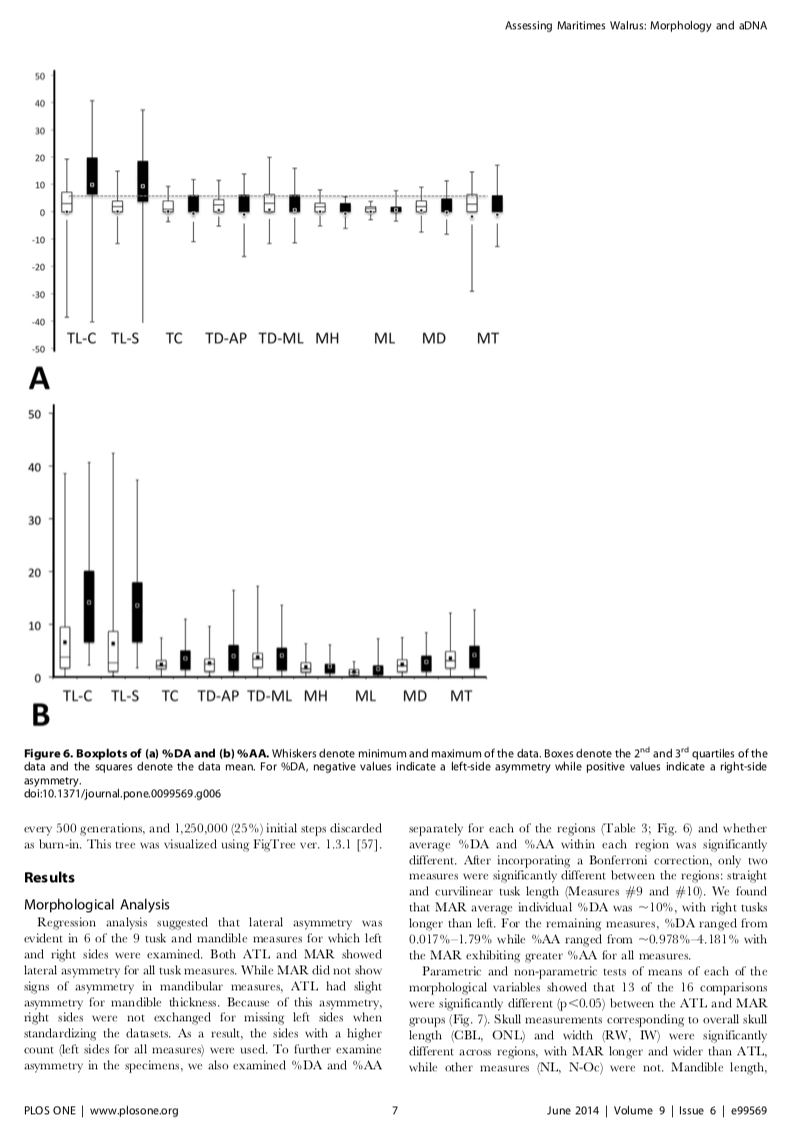 Assessing Maritimes Walrus: Morphology and aDNA
50
40
30
20
10
0
-10
-20
-30
-40
-50
TL-C TL-S TC TD-AP TD-ML MH ML MD MT
A
50
40
30
20
10
0
TL-C TL-S TC TD-AP TD-ML MH ML MD MT
B
Figure 6. Boxplots of (a) %DA and (b) %AA. Whiskers denote minimum and maximum of the data. Boxes denote the 2nd and 3rd quartiles of the
data and the squares denote the data mean. For %DA, negative values indicate a left-side asymmetry while positive values indicate a right-side
asymmetry.
doi:10.1371/journal.pone.0099569.g006
every 500 generations, and 1,250,000 (25%) initial steps discarded
as burn-in. This tree was visualized using FigTree ver. 1.3.1 [57].
Results
Morphological Analysis
Regression analysis suggested that lateral asymmetry was
evident in 6 of the 9 tusk and mandible measures for which left
and right sides were examined. Both ATL and MAR showed
lateral asymmetry for all tusk measures. While MAR did not show
signs of asymmetry in mandibular measures, ATL had slight
asymmetry for mandible thickness. Because of this asymmetry,
right sides were not exchanged for missing left sides when
standardizing the datasets. As a result, the sides with a higher
count (left sides for all measures) were used. To further examine
asymmetry in the specimens, we also examined %DA and %AA
separately for each of the regions (Table 3; Fig. 6) and whether
average %DA and %AA within each region was significantly
different. After incorporating a Bonferroni correction, only two
measures were significantly different between the regions: straight
and curvilinear tusk length (Measures #9 and #10). We found
that MAR average individual %DA was ~10%, with right tusks
longer than left. For the remaining measures, %DA ranged from
0.017%–1.79% while %AA ranged from ~0.978%–4.181% with
the MAR exhibiting greater %AA for all measures.
Parametric and non-parametric tests of means of each of the
morphological variables showed that 13 of the 16 comparisons
were significantly different (p<0.05) between the ATL and MAR
groups (Fig. 7). Skull measurements corresponding to overall skull
length (CBL, ONL) and width (RW, IW) were significantly
different across regions, with MAR longer and wider than ATL,
while other measures (NL, N-Oc) were not. Mandible length,
PLOS ONE | www.plosone.org 7 June 2014 | Volume 9 | Issue 6 | e99569